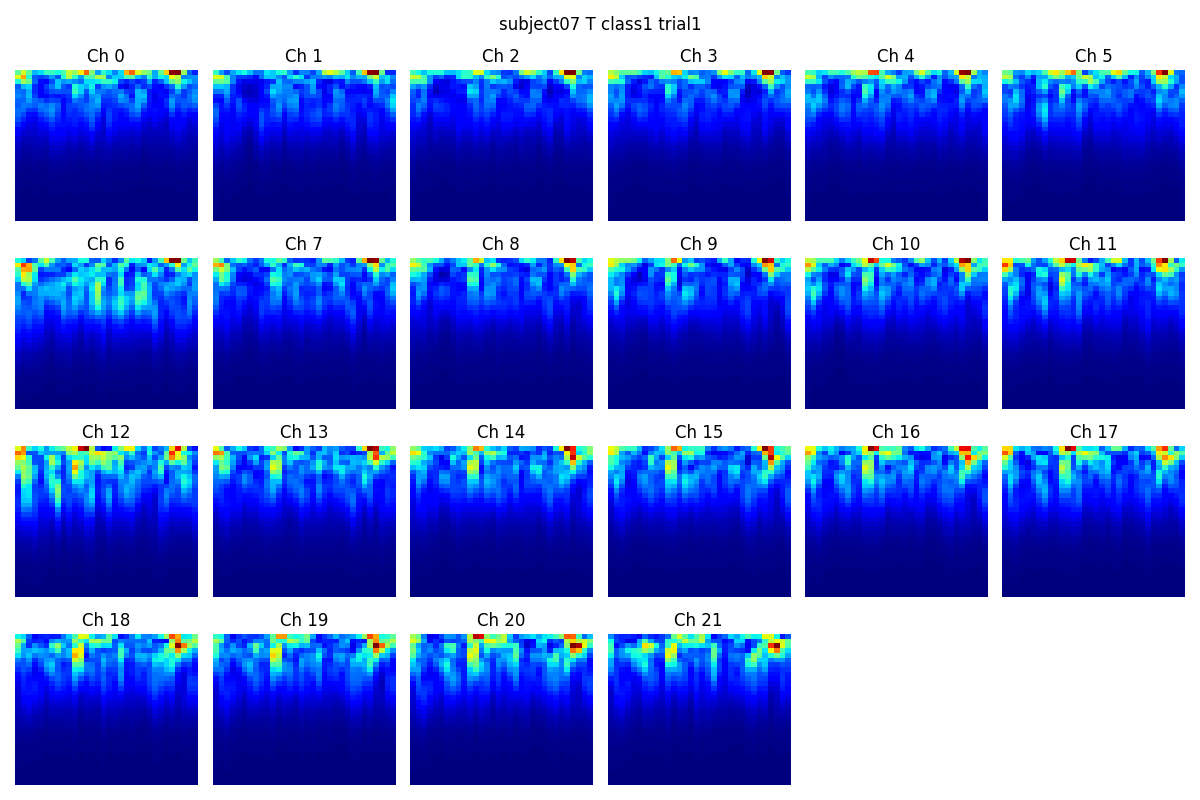 subject07 T class1 trial1
Ch 0 Ch 1 Ch 2 Ch 3 Ch 4 Ch 5
Ch 6 Ch 7 Ch 8 Ch 9 Ch 10 Ch 11
Ch 12 Ch 13 Ch 14 Ch 15 Ch 16 Ch 17
Ch 18 Ch 19 Ch 20 Ch 21